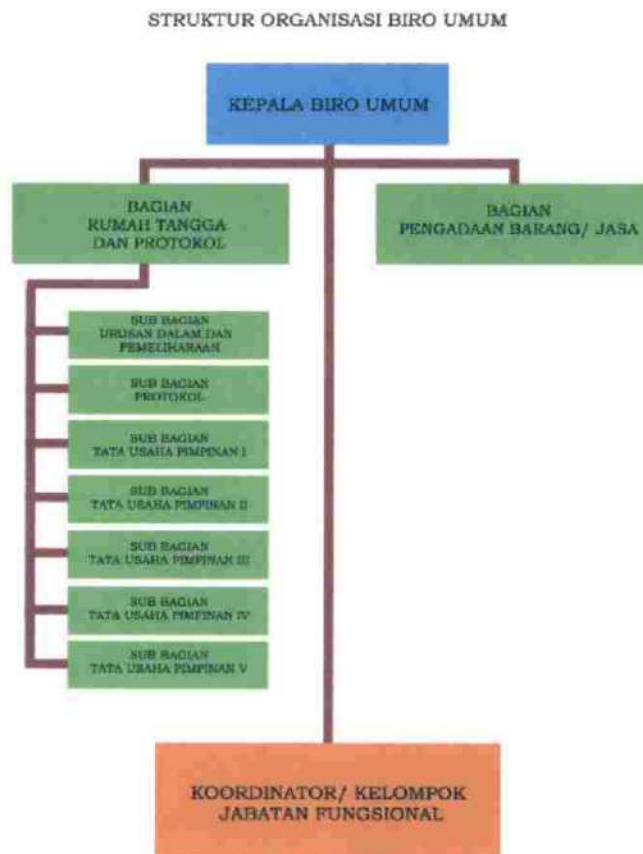 STRUKTUR ORGANISASI BIRO UMUM
KEPALA BIRO UMUM
BAGIAN
RUMAH TANGGA
DAN PROTOKOL
BAGIAN
PENGADAAN BARANG/ JASA
SUB BAGIAN
URUSAN DALAM DAN
PEMELIHARAAN
SUB BAGIAN
PROTOKOL
SUB BAGIAN
TATA USAHA PIMPINAN I
SUB BAGIAN
TATA USAHA PIMPINAN II
SUB BAGIAN
TATA USAHA PIMPINAN III
SUB BAGIAN
TATA USAHA PIMPINAN IV
SUB BAGIAN
TATA USAHA PIMPINAN V
KOORDINATOR/ KELOMPOK
JABATAN FUNGSIONAL